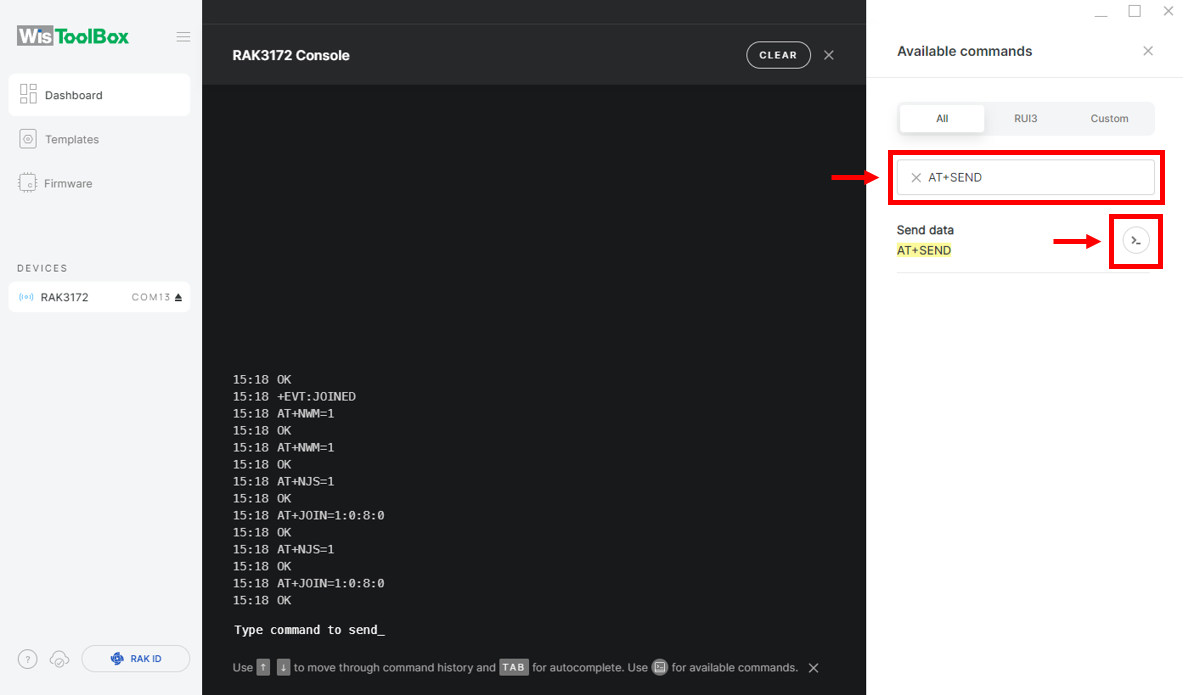 WisToolBox
Dashboard
Templates
Firmware
DEVICES
RAK3172 COM13
? RAK ID
RAK3172 Console CLEAR
15:18 OK
15:18 +EVT:JOINED
15:18 AT+NWM=1
15:18 OK
15:18 AT+NWM=1
15:18 OK
15:18 AT+NJS=1
15:18 OK
15:18 AT+JOIN=1:0:8:0
15:18 OK
15:18 AT+NJS=1
15:18 OK
15:18 AT+JOIN=1:0:8:0
15:18 OK
Type command to send_
Use ↑ ↓ to move through command history and TAB for autocomplete. Use for available commands.
Available commands
All RUI3 Custom
AT+SEND
Send data
AT+SEND